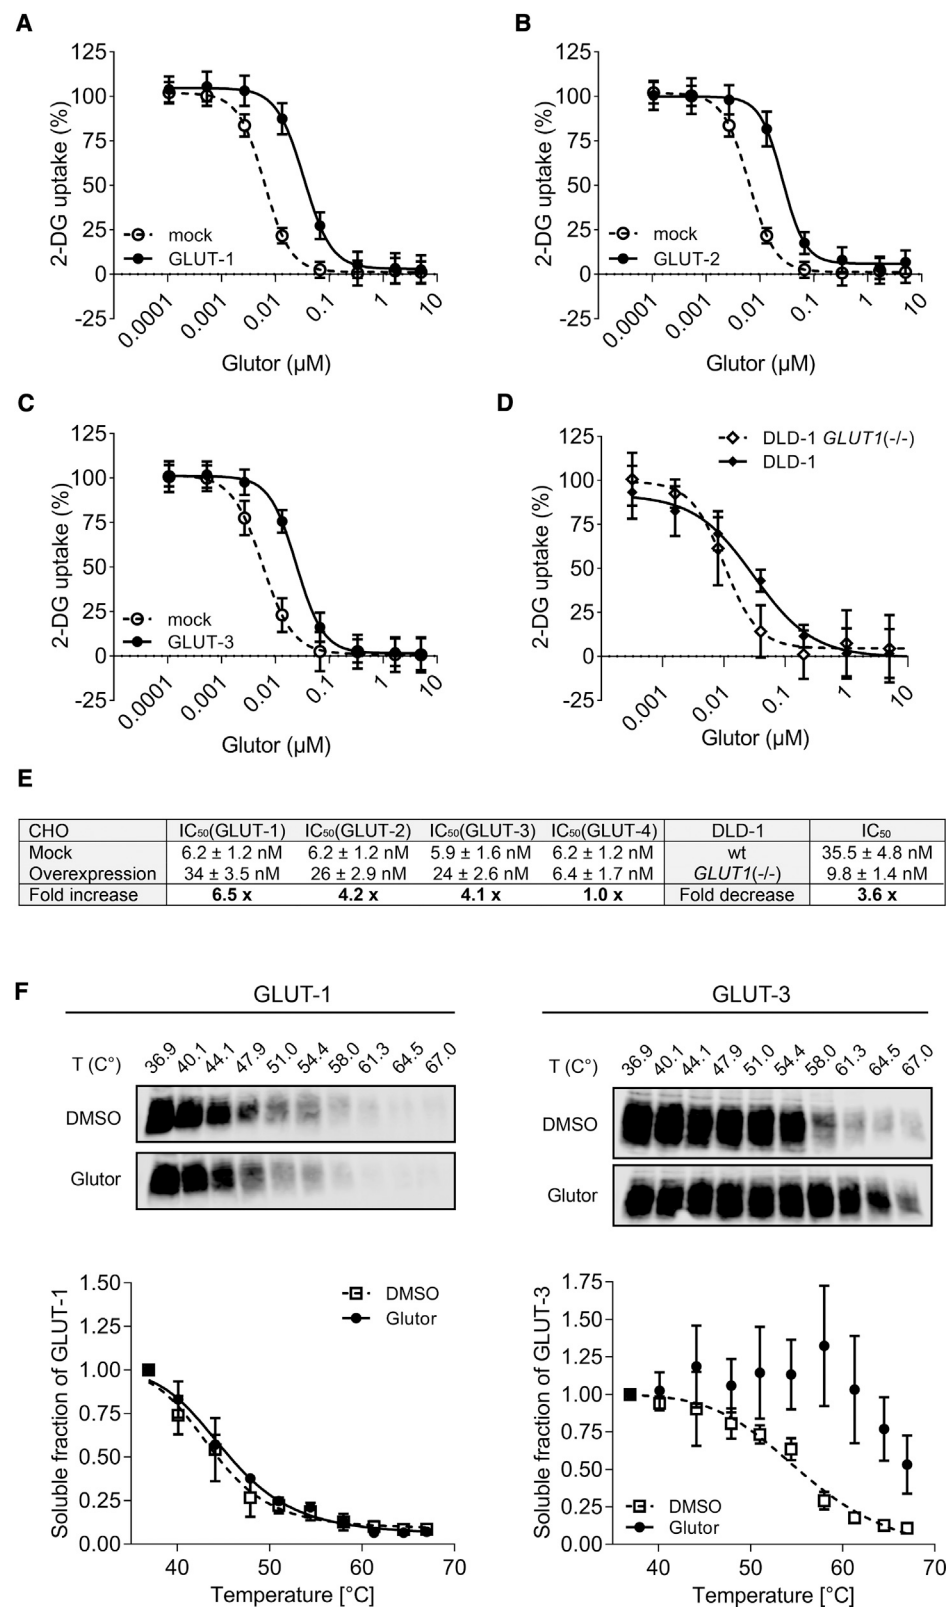 A
125
100
75
50
25
0
-25
2-DG uptake (%)
mock
GLUT-1
0.0001
0.001
0.01
0.1
1
10
Glutor (µM)
B
125
100
75
50
25
0
-25
2-DG uptake (%)
mock
GLUT-2
0.0001
0.001
0.01
0.1
1
10
Glutor (µM)
C
125
100
75
50
25
0
-25
2-DG uptake (%)
mock
GLUT-3
0.0001
0.001
0.01
0.1
1
10
Glutor (µM)
D
125
100
75
50
25
0
-25
2-DG uptake (%)
DLD-1 GLUT1(-/-)
DLD-1
0.001
0.01
0.1
1
10
Glutor (µM)
E
CHO IC50(GLUT-1) IC50(GLUT-2) IC50(GLUT-3) IC50(GLUT-4) DLD-1 IC50
Mock 6.2 ± 1.2 nM 6.2 ± 1.2 nM 5.9 ± 1.6 nM 6.2 ± 1.2 nM wt 35.5 ± 4.8 nM
Overexpression 34 ± 3.5 nM 26 ± 2.9 nM 24 ± 2.6 nM 6.4 ± 1.7 nM GLUT1(-/-) 9.8 ± 1.4 nM
Fold increase 6.5 x 4.2 x 4.1 x 1.0 x Fold decrease 3.6 x
F
GLUT-1
T (C°) 36.9 40.1 44.1 47.9 51.0 54.4 58.0 61.3 64.5 67.0
DMSO
Glutor
GLUT-3
T (C°) 36.9 40.1 44.1 47.9 51.0 54.4 58.0 61.3 64.5 67.0
DMSO
Glutor
1.50
1.25
1.00
0.75
0.50
0.25
0.00
Soluble fraction of GLUT-1
DMSO
Glutor
40 50 60 70
Temperature [°C]
1.75
1.50
1.25
1.00
0.75
0.50
0.25
0.00
Soluble fraction of GLUT-3
DMSO
Glutor
40 50 60 70
Temperature [°C]